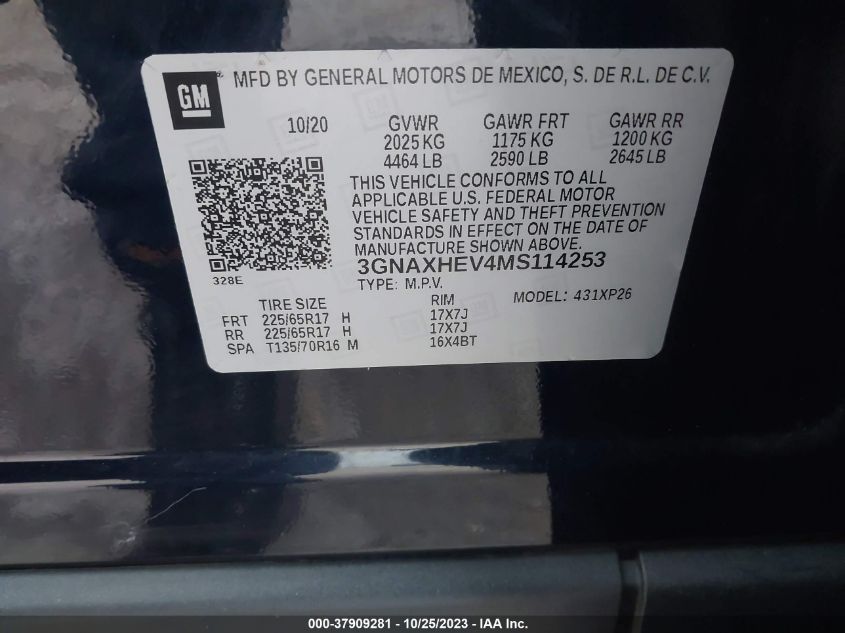 GM
MFD BY GENERAL MOTORS DE MEXICO, S. DE R.L. DE C.V.
10/20 GVWR GAWR FRT GAWR RR
2025 KG 1175 KG 1200 KG
4464 LB 2590 LB 2645 LB
THIS VEHICLE CONFORMS TO ALL
APPLICABLE U.S. FEDERAL MOTOR
VEHICLE SAFETY AND THEFT PREVENTION
STANDARDS IN EFFECT ON THE DATE OF
MANUFACTURE SHOWN ABOVE.
328E
3GNAXHEV4MS114253
TYPE: M.P.V. MODEL: 431XP26
TIRE SIZE RIM
FRT 225/65R17 H 17X7J
RR 225/65R17 H 17X7J
SPA T135/70R16 M 16X4BT
000-37909281 - 10/25/2023 - IAA Inc.